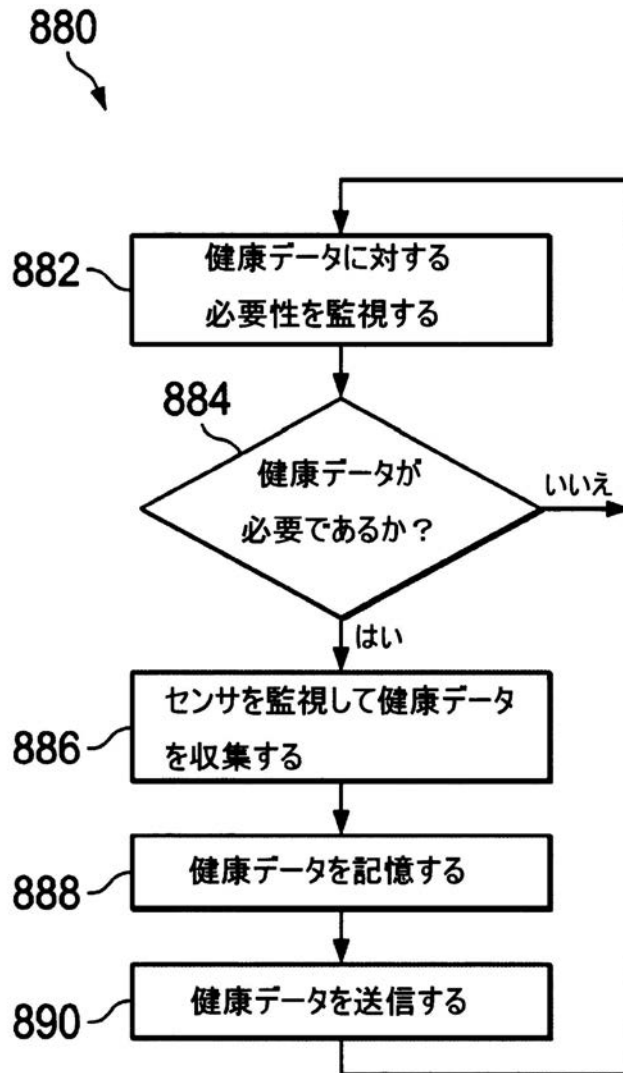 880
882
健康データに対する
必要性を監視する
884
健康データが
必要であるか？
いいえ
はい
886
センサを監視して健康データ
を収集する
888
健康データを記憶する
890
健康データを送信する